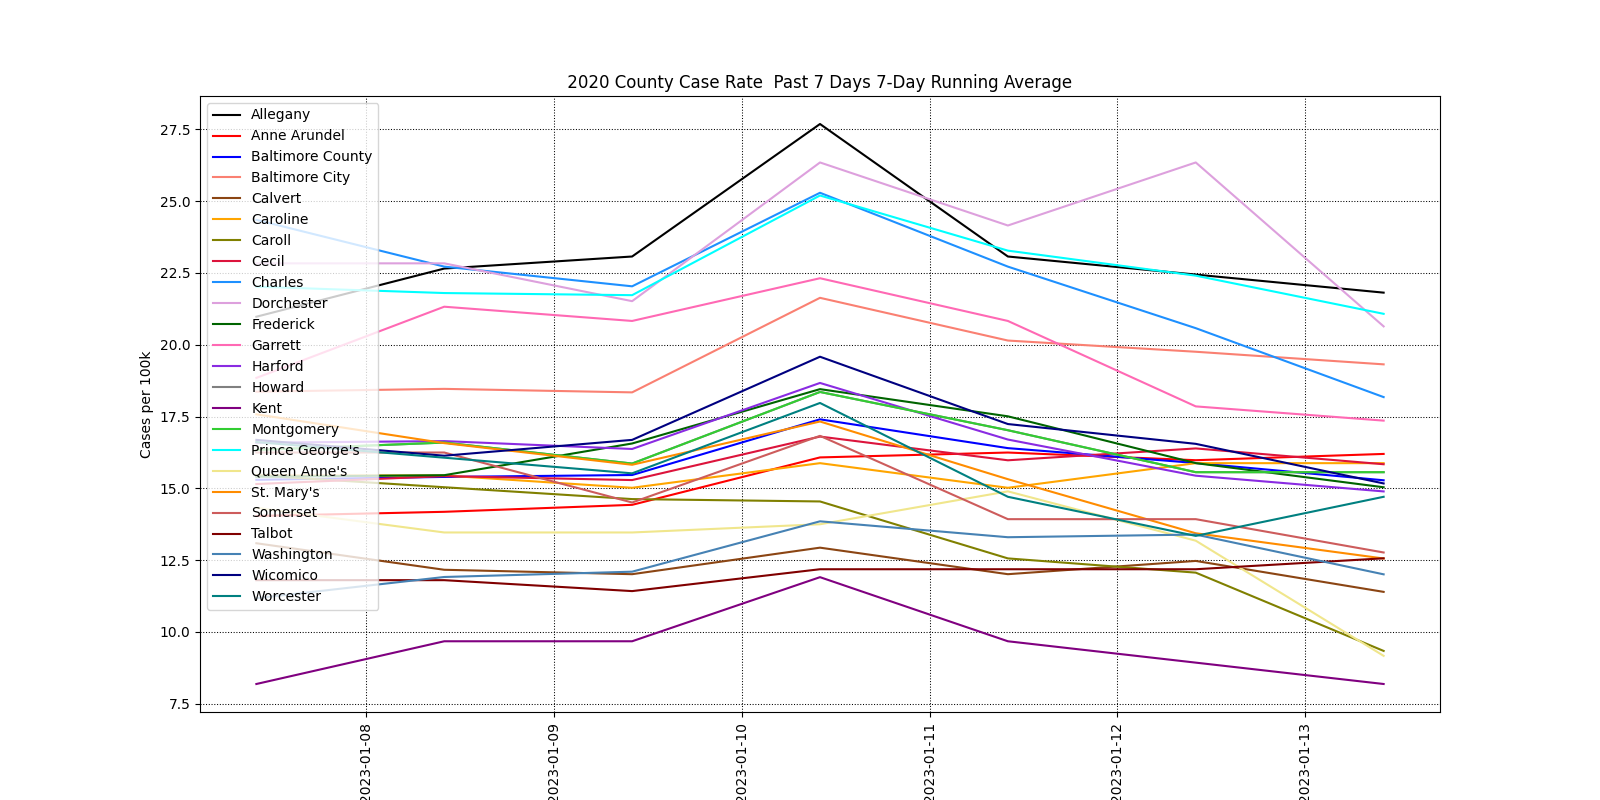 2020 County Case Rate  Past 7 Days 7-Day Running Average
Cases per 100k
27.5
25.0
22.5
20.0
17.5
15.0
12.5
10.0
7.5
Allegany
Anne Arundel
Baltimore County
Baltimore City
Calvert
Caroline
Caroll
Cecil
Charles
Dorchester
Frederick
Garrett
Harford
Howard
Kent
Montgomery
Prince George's
Queen Anne's
St. Mary's
Somerset
Talbot
Washington
Wicomico
Worcester
2023-01-08
2023-01-09
2023-01-10
2023-01-11
2023-01-12
2023-01-13